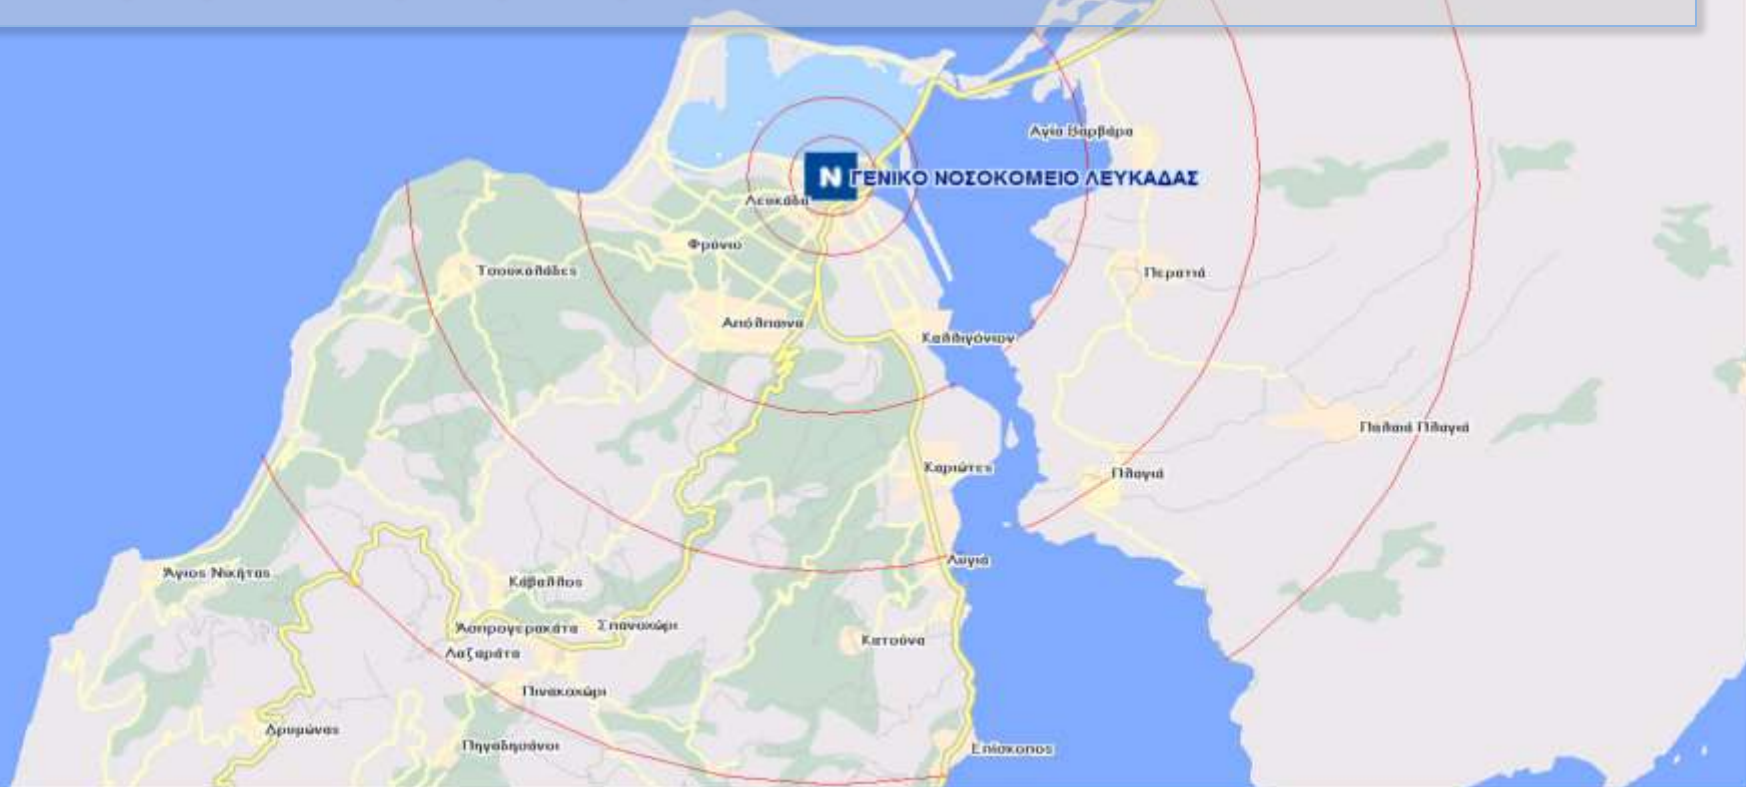 Αγία Βαρβάρα
Ν ΓΕΝΙΚΟ ΝΟΣΟΚΟΜΕΙΟ ΛΕΥΚΑΔΑΣ
Λευκάδα
Φρύνιο
Τσουκαλάδες
Περατιά
Απόλπαινα
Καλλιγόνιον
Παλαιά Πλαγιά
Καριώτες
Πλαγιά
Λυγιά
Άγιος Νικήτας
Κάβαλλος
Ασπρογερακάτα
Σπανοχώρι
Κατούνα
Λαζαράτα
Πινακοχώρι
Δρυμώνας
Πηγαδησάνοι
Επίσκοπος